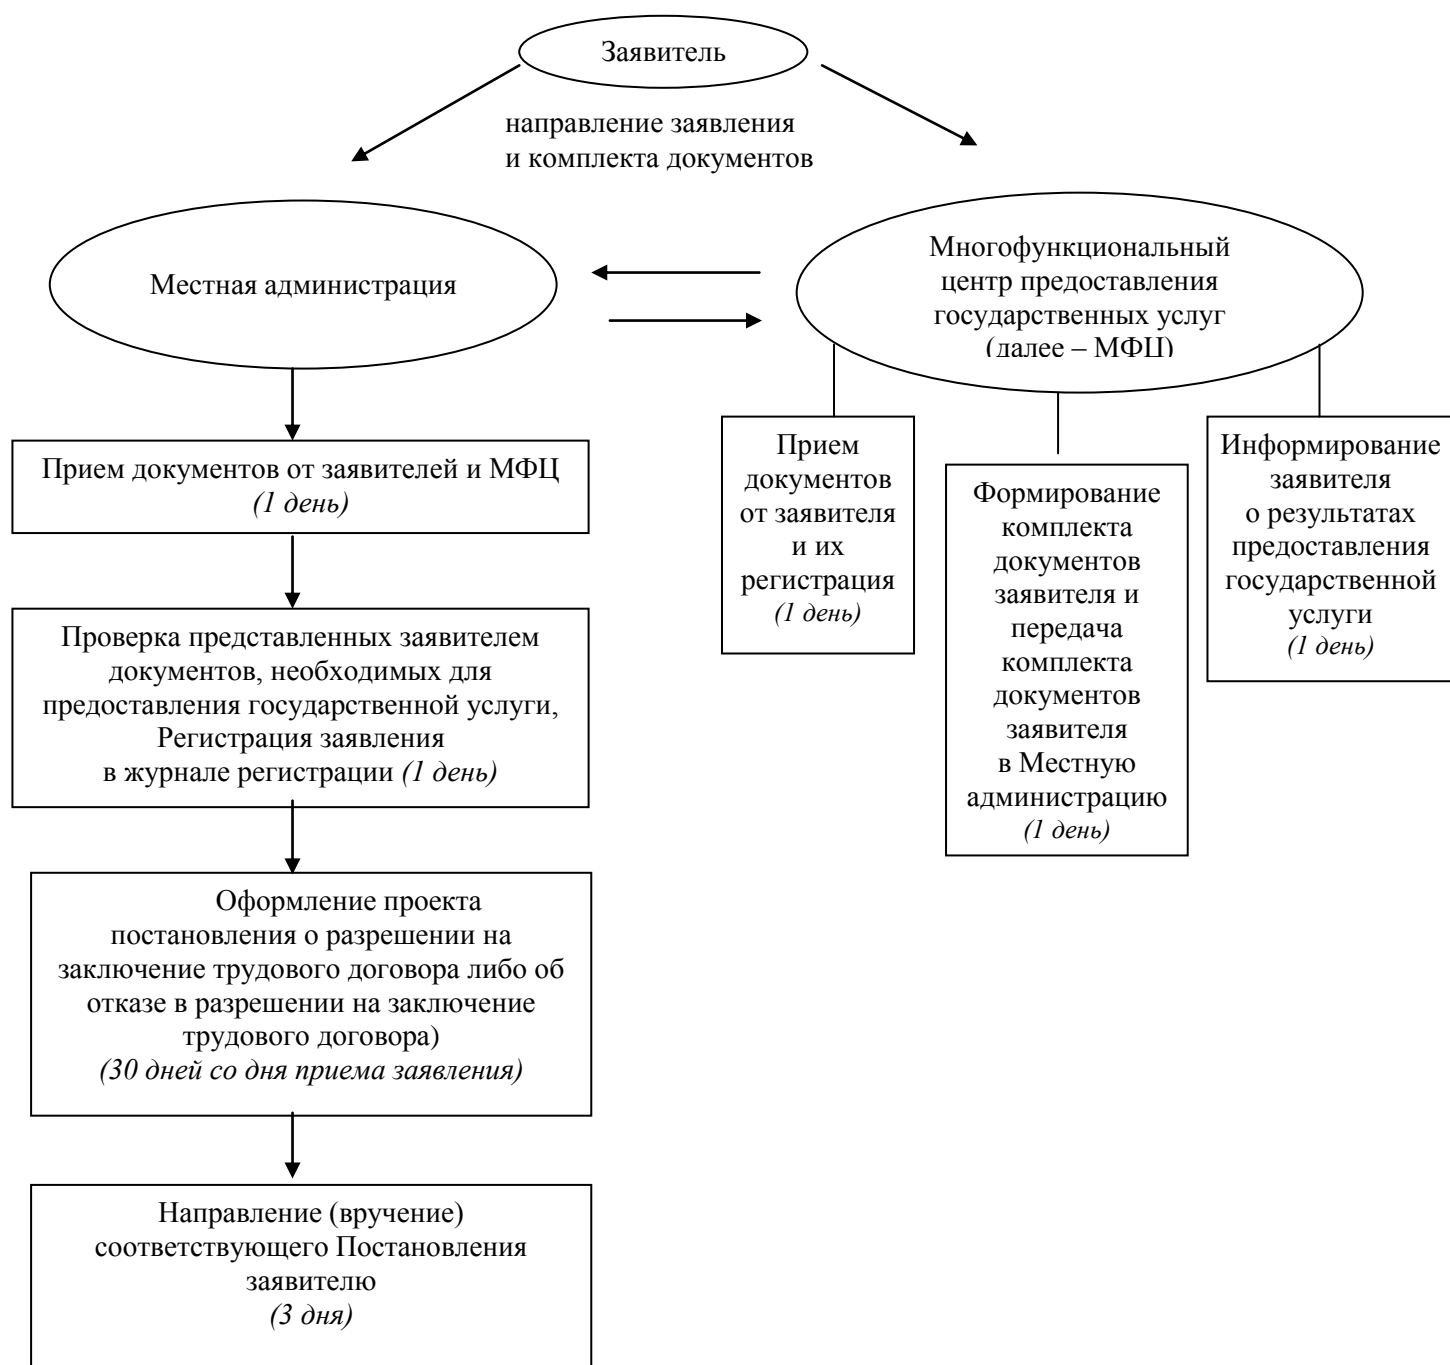 Заявитель
направление заявления
и комплекта документов
Местная администрация
Многофункциональный
центр предоставления
государственных услуг
(далее – МФЦ)
Прием документов от заявителей и МФЦ
(1 день)
Проверка представленных заявителем
документов, необходимых для
предоставления государственной услуги,
Регистрация заявления
в журнале регистрации (1 день)
Оформление проекта
постановления о разрешении на
заключение трудового договора либо об
отказе в разрешении на заключение
трудового договора)
(30 дней со дня приема заявления)
Направление (вручение)
соответствующего Постановления
заявителю
(3 дня)
Прием
документов
от заявителя
и их
регистрация
(1 день)
Формирование
комплекта
документов
заявителя и
передача
комплекта
документов
заявителя
в Местную
администрацию
(1 день)
Информирование
заявителя
о результатах
предоставления
государственной
услуги
(1 день)